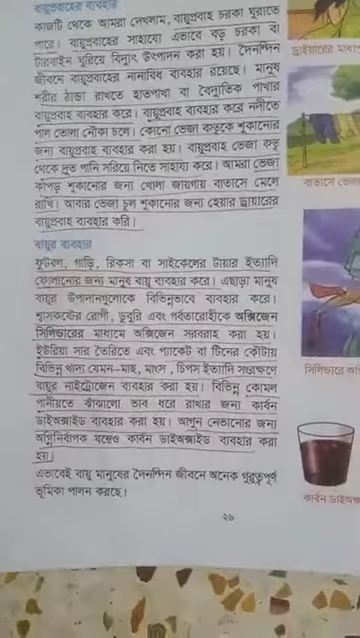 বায়ুপ্রবাহের ব্যবহার
কাজটি থেকে আমরা দেখলাম, বায়ুপ্রবাহ চরকা ঘুরাতে
পারে। বায়ুপ্রবাহের সাহায্যে এভাবে বড় চরকা বা
টারবাইন ঘুরিয়ে বিদ্যুৎ উৎপাদন করা হয়। দৈনন্দিন
জীবনে বায়ুপ্রবাহের নানাবিধ ব্যবহার রয়েছে। মানুষ
শরীর ঠান্ডা রাখতে হাতপাখা বা বৈদ্যুতিক পাখার
বায়ুপ্রবাহ ব্যবহার করে। বায়ুপ্রবাহ ব্যবহার করে নদীতে
পাল তোলা নৌকা চলে। কোনো ভেজা বস্তুকে শুকানোর
জন্য বায়ুপ্রবাহ ব্যবহার করা হয়। বায়ুপ্রবাহ ভেজা বস্তু
থেকে দ্রুত পানি সরিয়ে নিতে সাহায্য করে। আমরা ভেজা
কাপড় শুকানোর জন্য খোলা জায়গায় বাতাসে মেলে
রাখি। আবার ভেজা চুল শুকানোর জন্য হেয়ার ড্রায়ারের
বায়ুপ্রবাহ ব্যবহার করি।
বায়ুর ব্যবহার
ফুটবল, গাড়ি, রিকসা বা সাইকেলের টায়ার ইত্যাদি
ফোলানোর জন্য মানুষ বায়ু ব্যবহার করে। এছাড়া মানুষ
বায়ুর উপাদানগুলোকে বিভিন্নভাবে ব্যবহার করে।
শ্বাসকষ্টের রোগী, ডুবুরি এবং পর্বতারোহীকে অক্সিজেন
সিলিন্ডারের মাধ্যমে অক্সিজেন সরবরাহ করা হয়।
ইউরিয়া সার তৈরিতে এবং প্যাকেট বা টিনের কৌটায়
বিভিন্ন খাদ্য যেমন-মাছ, মাংস, চিপস ইত্যাদি সংরক্ষণে
বায়ুর নাইট্রোজেন ব্যবহার করা হয়। বিভিন্ন কোমল
পানীয়তে ঝাঁঝালো ভাব ধরে রাখার জন্য কার্বন
ডাইঅক্সাইড ব্যবহার করা হয়। আগুন নেভানোর জন্য
অগ্নিনির্বাপক যন্ত্রেও কার্বন ডাইঅক্সাইড ব্যবহার করা
হয়।
এভাবেই বায়ু মানুষের দৈনন্দিন জীবনে অনেক গুরুত্বপূর্ণ
ভূমিকা পালন করছে।
২৬
ড্রায়ারের
বাতাসে
সিলিন্ডারে
কার্বন